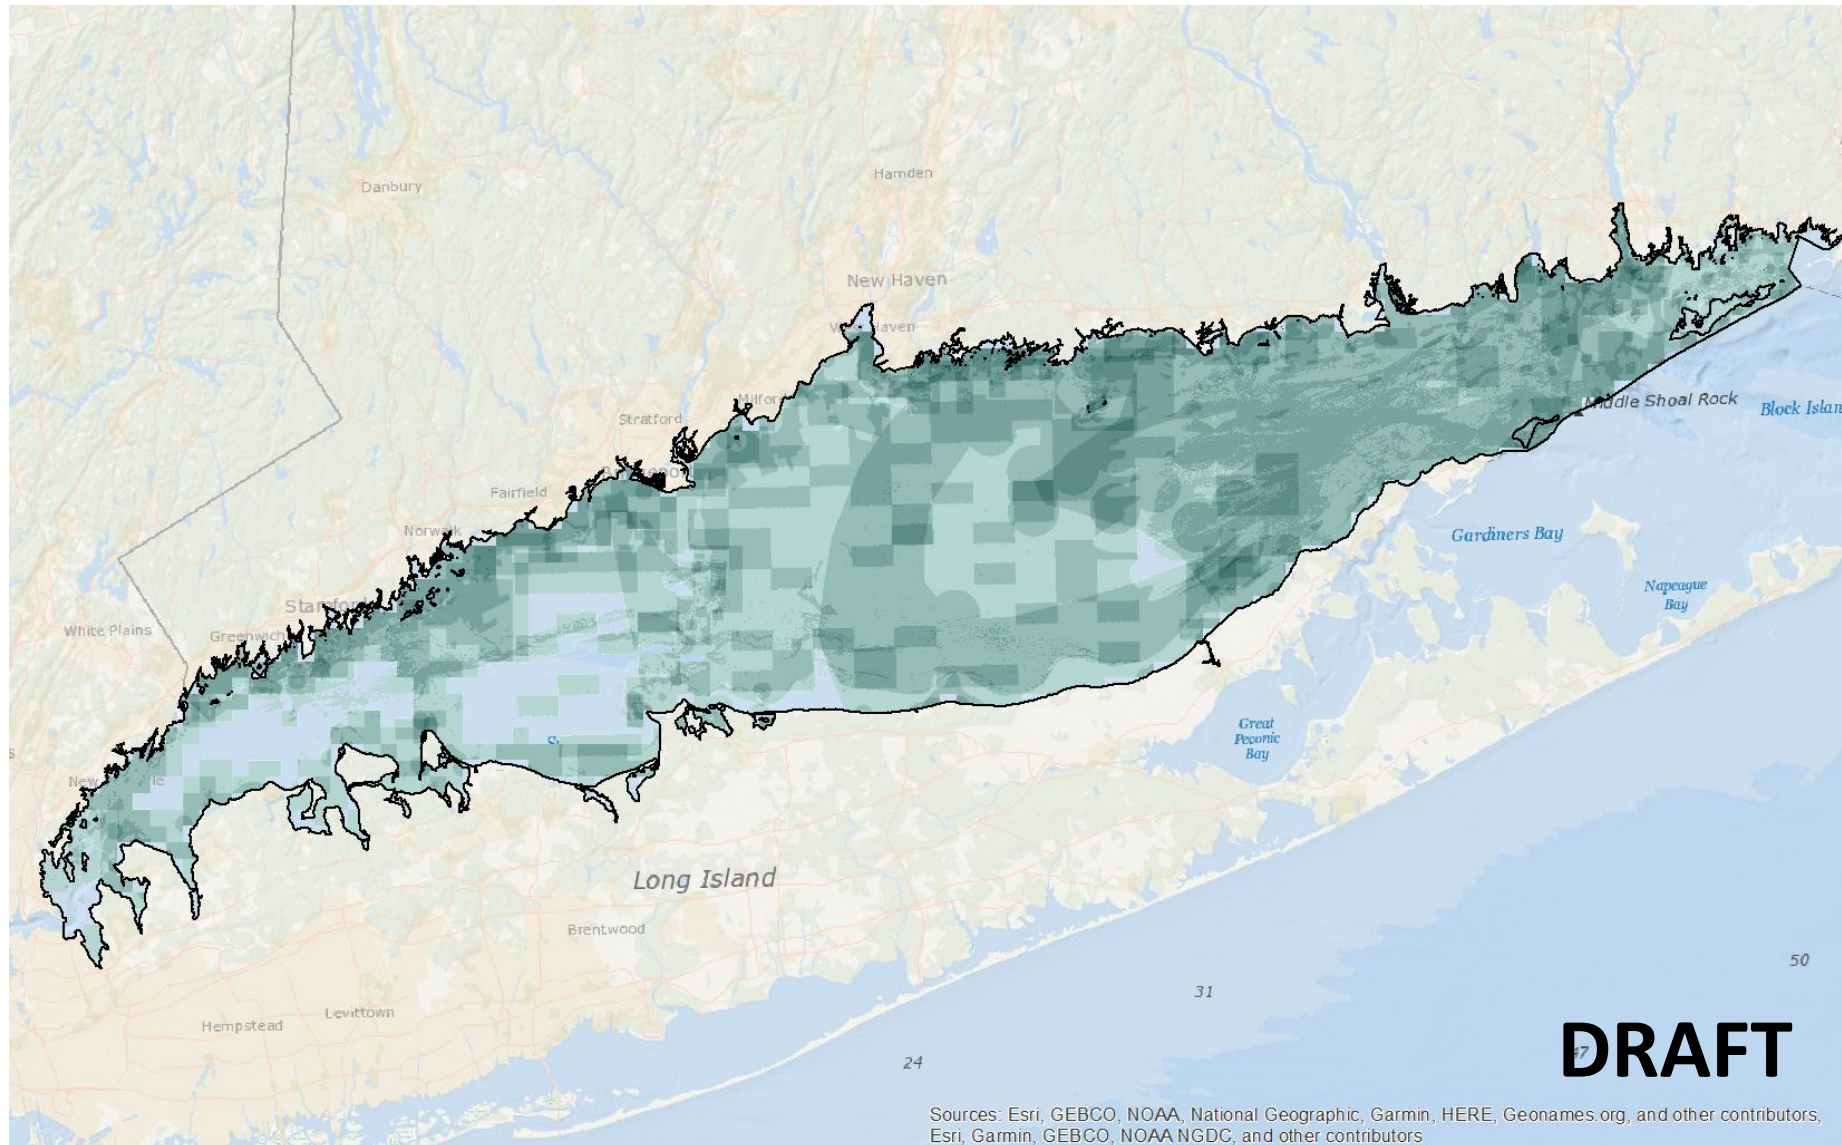 Danbury
Hamden
New Haven
Haven
Milford
Stratford
Fairfield
Norwalk
Stamford
White Plains
Greenwich
Middle Shoal Rock
Block Islan
Gardiners Bay
Napeague
Bay
Great
Peconic
Bay
Long Island
Brentwood
Levittown
Hempstead
50
31
24
47
DRAFT
Sources: Esri, GEBCO, NOAA, National Geographic, Garmin, HERE, Geonames.org, and other contributors,
Esri, Garmin, GEBCO, NOAA NGDC, and other contributors